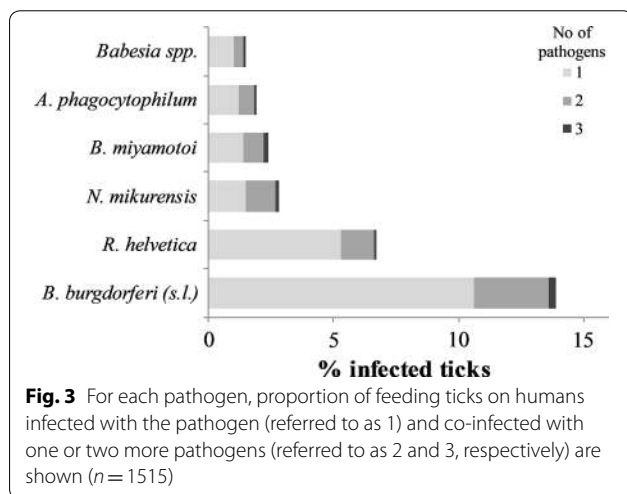 No of
pathogens
1
2
3
Babesia spp.
A. phagocytophilum
B. miyamotoi
N. mikurensis
R. helvetica
B. burgdorferi (s.l.)
0 5 10 15
% infected ticks
Fig. 3 For each pathogen, proportion of feeding ticks on humans
infected with the pathogen (referred to as 1) and co-infected with
one or two more pathogens (referred to as 2 and 3, respectively) are
shown (n = 1515)